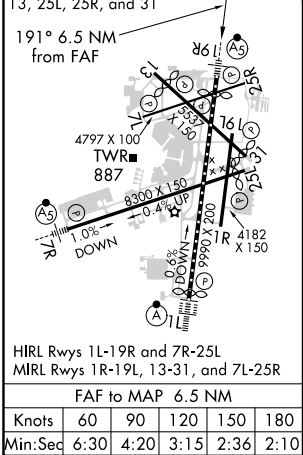 13, 25L, 25R, and 31
191° 6.5 NM
from FAF
19R
A5
P
13
5537 X 150
25R
7L
4797 X 100
TWR
887
19L
31
25L
8300 X 150
0.4% UP
A5
P
1.0%
DOWN
7R
0.6%
DOWN
9990 X 200
1R
4182
X 150
A
1L
HIRL Rwys 1L-19R and 7R-25L
MIRL Rwys 1R-19L, 13-31, and 7L-25R
FAF to MAP 6.5 NM
Knots 60 90 120 150 180
Min:Sec 6:30 4:20 3:15 2:36 2:10